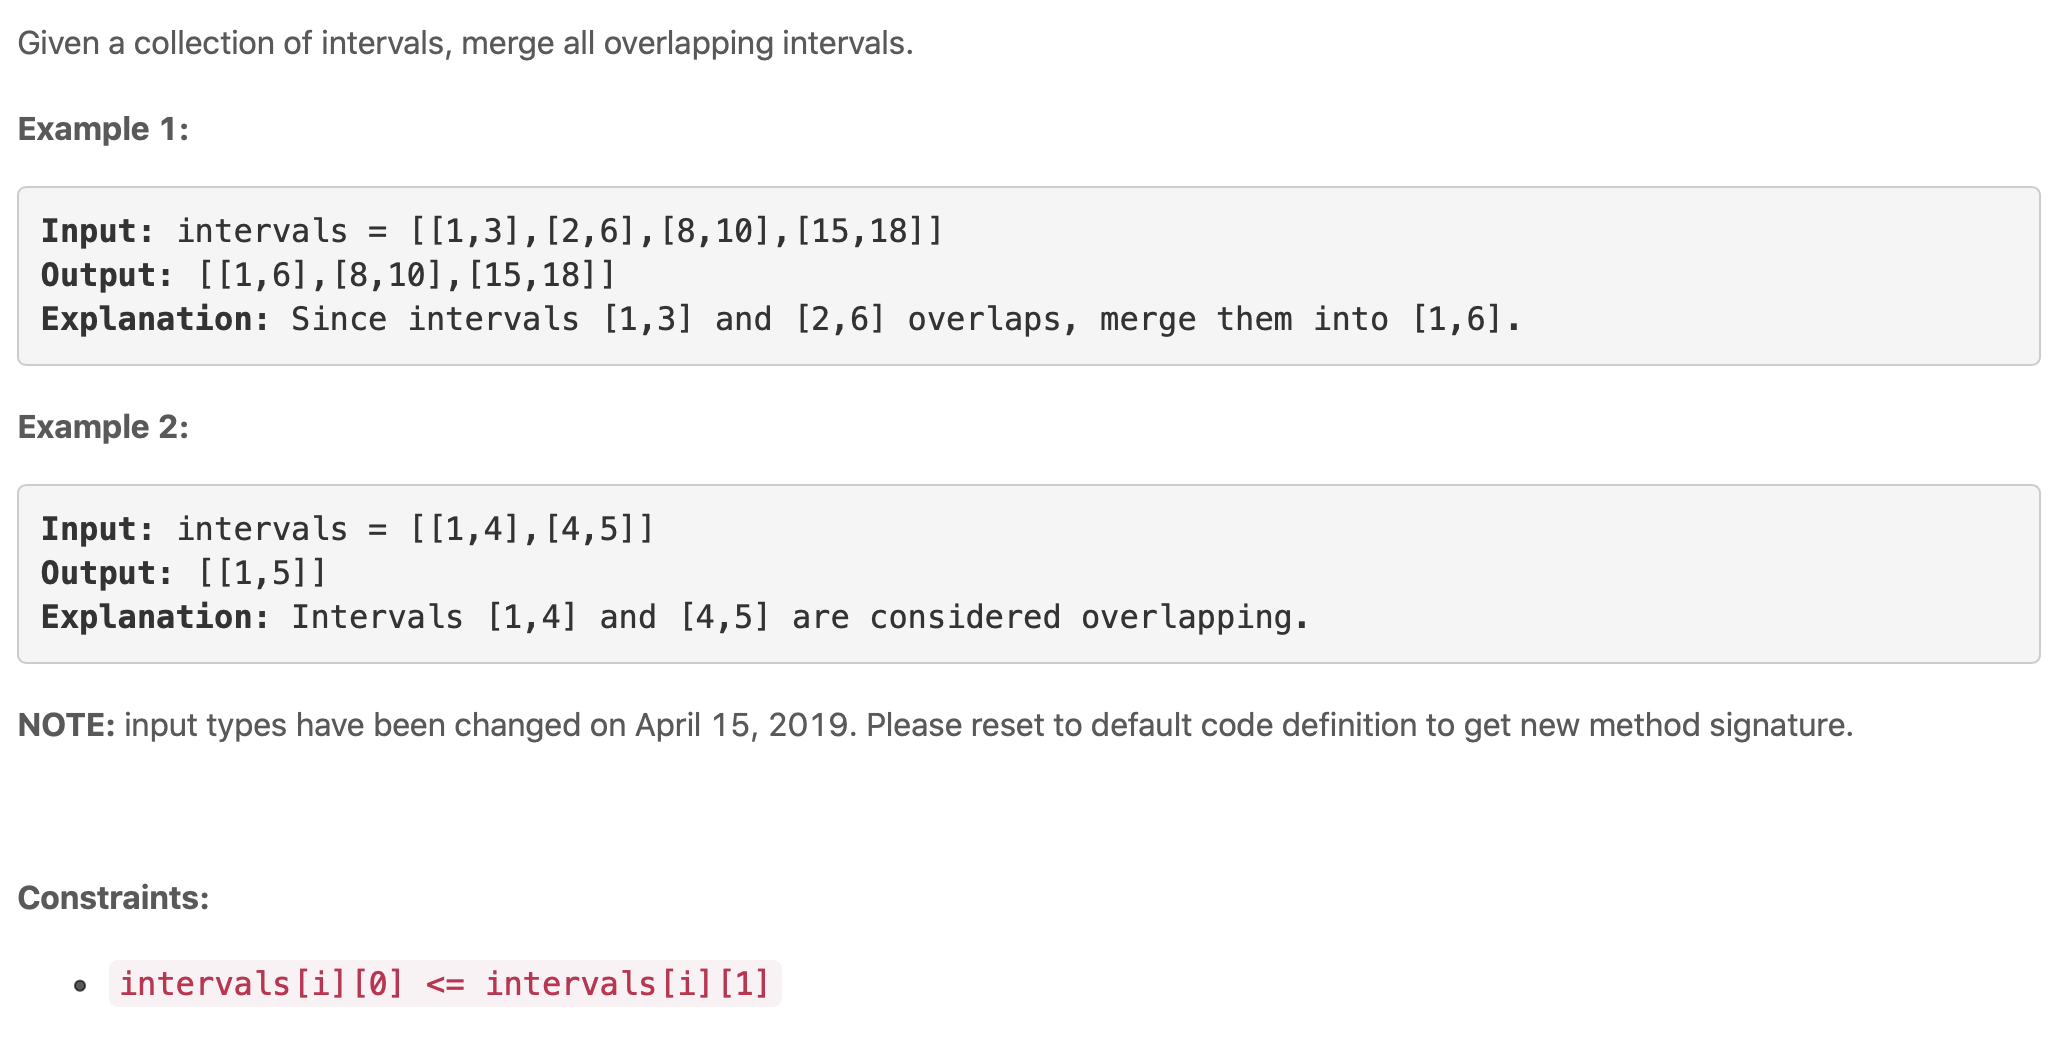 Given a collection of intervals, merge all overlapping intervals.
Example 1:
Input: intervals = [[1,3],[2,6],[8,10],[15,18]]
Output: [[1,6],[8,10],[15,18]]
Explanation: Since intervals [1,3] and [2,6] overlaps, merge them into [1,6].
Example 2:
Input: intervals = [[1,4],[4,5]]
Output: [[1,5]]
Explanation: Intervals [1,4] and [4,5] are considered overlapping.
NOTE: input types have been changed on April 15, 2019. Please reset to default code definition to get new method signature.
Constraints:
• intervals[i][0] <= intervals[i][1]